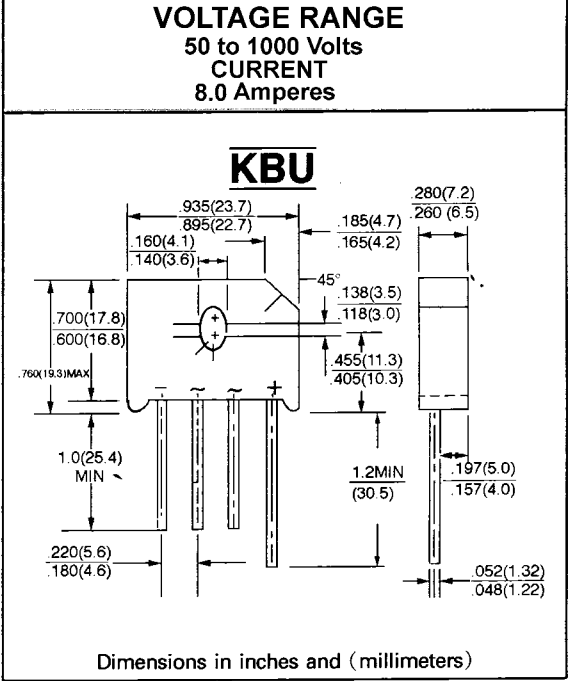 VOLTAGE RANGE
50 to 1000 Volts
CURRENT
8.0 Amperes
KBU
.935(23.7)
.895(22.7)
.280(7.2)
.260 (6.5)
.185(4.7)
.165(4.2)
.160(4.1)
.140(3.6)
45°
.138(3.5)
.118(3.0)
.700(17.8)
.600(16.8)
.760(19.3)MAX
.455(11.3)
.405(10.3)
+
+
− ~ ~ +
1.0(25.4)
MIN
1.2MIN
(30.5)
.197(5.0)
.157(4.0)
.220(5.6)
.180(4.6)
.052(1.32)
.048(1.22)
Dimensions in inches and (millimeters)